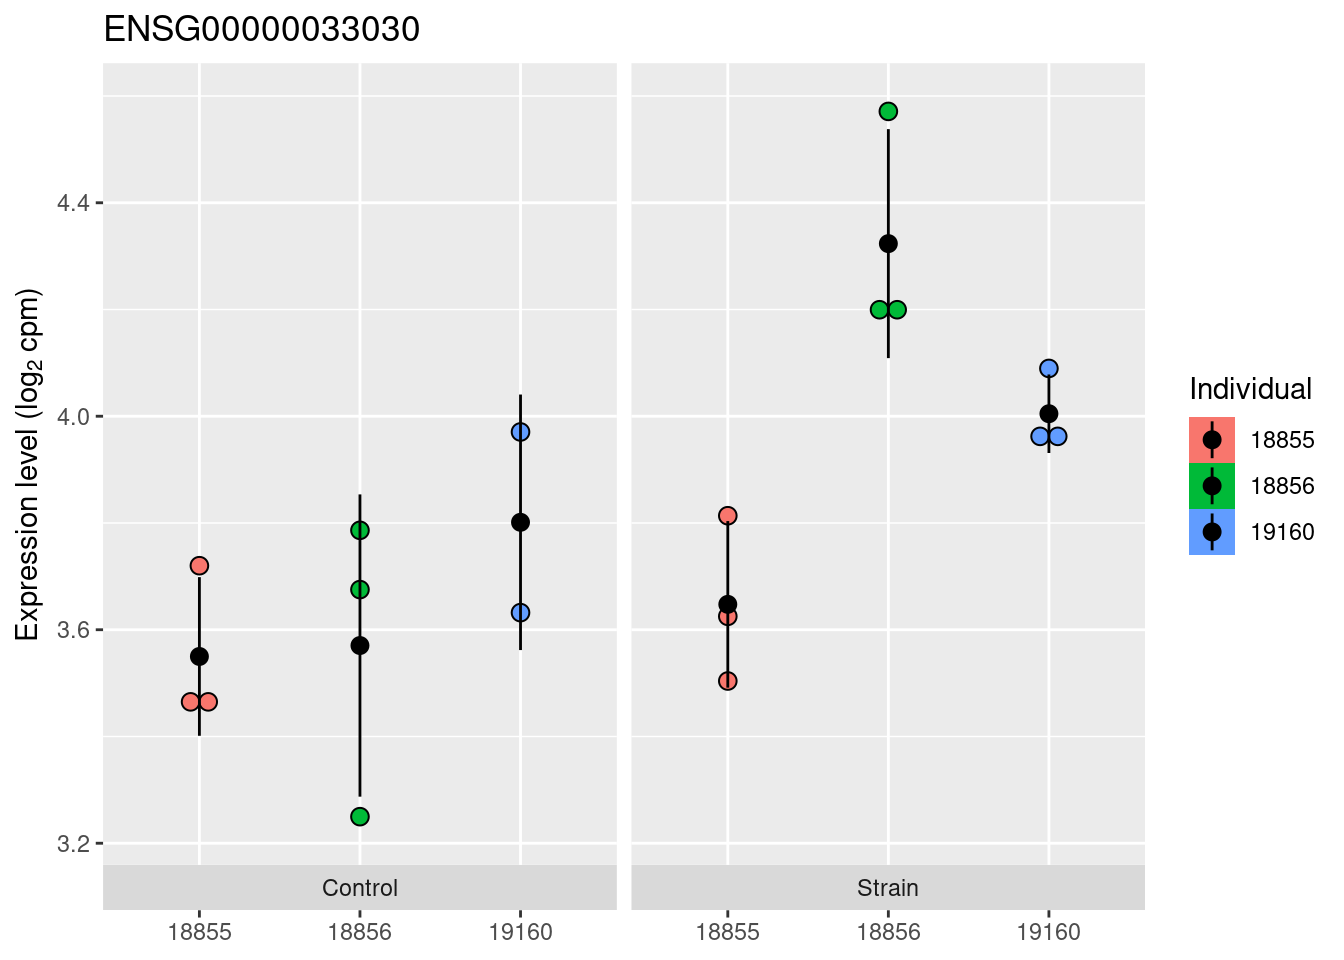 ENSG00000033030
Expression level (log₂ cpm)
4.4
4.0
3.6
3.2
Control
Strain
18855
18856
19160
18855
18856
19160
Individual
18855
18856
19160